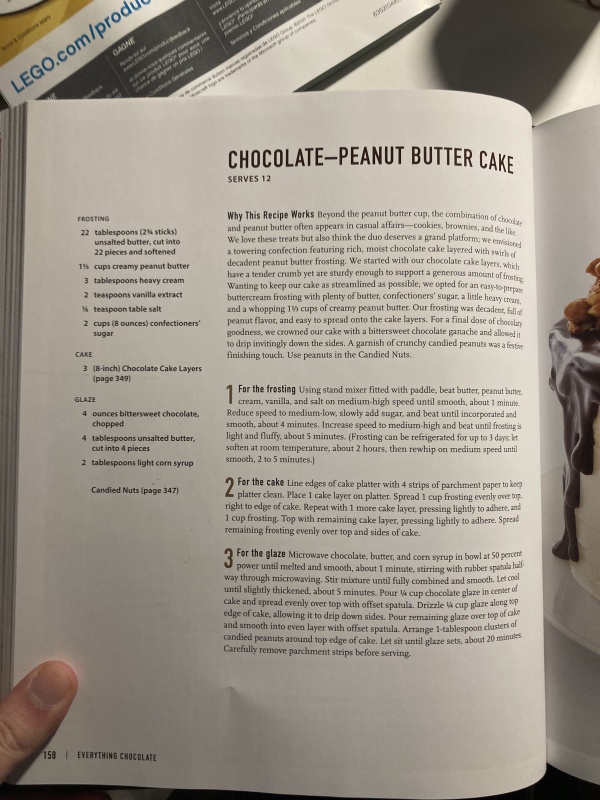 LEGO.com/produc
GAGNE
CHOCOLATE–PEANUT BUTTER CAKE
SERVES 12
FROSTING
22 tablespoons (2¾ sticks)
unsalted butter, cut into
22 pieces and softened
1⅓ cups creamy peanut butter
3 tablespoons heavy cream
2 teaspoons vanilla extract
teaspoon table salt
2 cups (8 ounces) confectioners'
sugar
CAKE
3 (8-inch) Chocolate Cake Layers
(page 349)
GLAZE
4 ounces bittersweet chocolate,
chopped
4 tablespoons unsalted butter,
cut into 4 pieces
2 tablespoons light corn syrup
Candied Nuts (page 347)
Why This Recipe Works Beyond the peanut butter cup, the combination of chocolate
and peanut butter often appears in casual affairs—cookies, brownies, and the like.
We love these treats but also think the duo deserves a grand platform; we envisioned
a towering confection featuring rich, moist chocolate cake layered with swirls of
decadent peanut butter frosting. We started with our chocolate cake layers, which
have a tender crumb yet are sturdy enough to support a generous amount of frosting.
Wanting to keep our cake as streamlined as possible, we opted for an easy-to-prepare
buttercream frosting with plenty of butter, confectioners' sugar, a little heavy cream,
and a whopping 1⅓ cups of creamy peanut butter. Our frosting was decadent, full of
peanut flavor, and easy to spread onto the cake layers. For a final dose of chocolaty
goodness, we crowned our cake with a bittersweet chocolate ganache and allowed it
to drip invitingly down the sides. A garnish of crunchy candied peanuts was a festive
finishing touch. Use peanuts in the Candied Nuts.
1 For the frosting Using stand mixer fitted with paddle, beat butter, peanut butter,
cream, vanilla, and salt on medium-high speed until smooth, about 1 minute.
Reduce speed to medium-low, slowly add sugar, and beat until incorporated and
smooth, about 4 minutes. Increase speed to medium-high and beat until frosting is
light and fluffy, about 5 minutes. (Frosting can be refrigerated for up to 3 days; let
soften at room temperature, about 2 hours, then rewhip on medium speed until
smooth, 2 to 5 minutes.)
2 For the cake Line edges of cake platter with 4 strips of parchment paper to keep
platter clean. Place 1 cake layer on platter. Spread 1 cup frosting evenly over top,
right to edge of cake. Repeat with 1 more cake layer, pressing lightly to adhere, and
1 cup frosting. Top with remaining cake layer, pressing lightly to adhere. Spread
remaining frosting evenly over top and sides of cake.
3 For the glaze Microwave chocolate, butter, and corn syrup in bowl at 50 percent
power until melted and smooth, about 1 minute, stirring with rubber spatula half-
way through microwaving. Stir mixture until fully combined and smooth. Let cool
until slightly thickened, about 5 minutes. Pour ¼ cup chocolate glaze in center of
cake and spread evenly over top with offset spatula. Drizzle ¼ cup glaze along top
edge of cake, allowing it to drip down sides. Pour remaining glaze over top of cake
and smooth into even layer with offset spatula. Arrange 1-tablespoon clusters of
candied peanuts around top edge of cake. Let sit until glaze sets, about 20 minutes.
Carefully remove parchment strips before serving.
158 | EVERYTHING CHOCOLATE